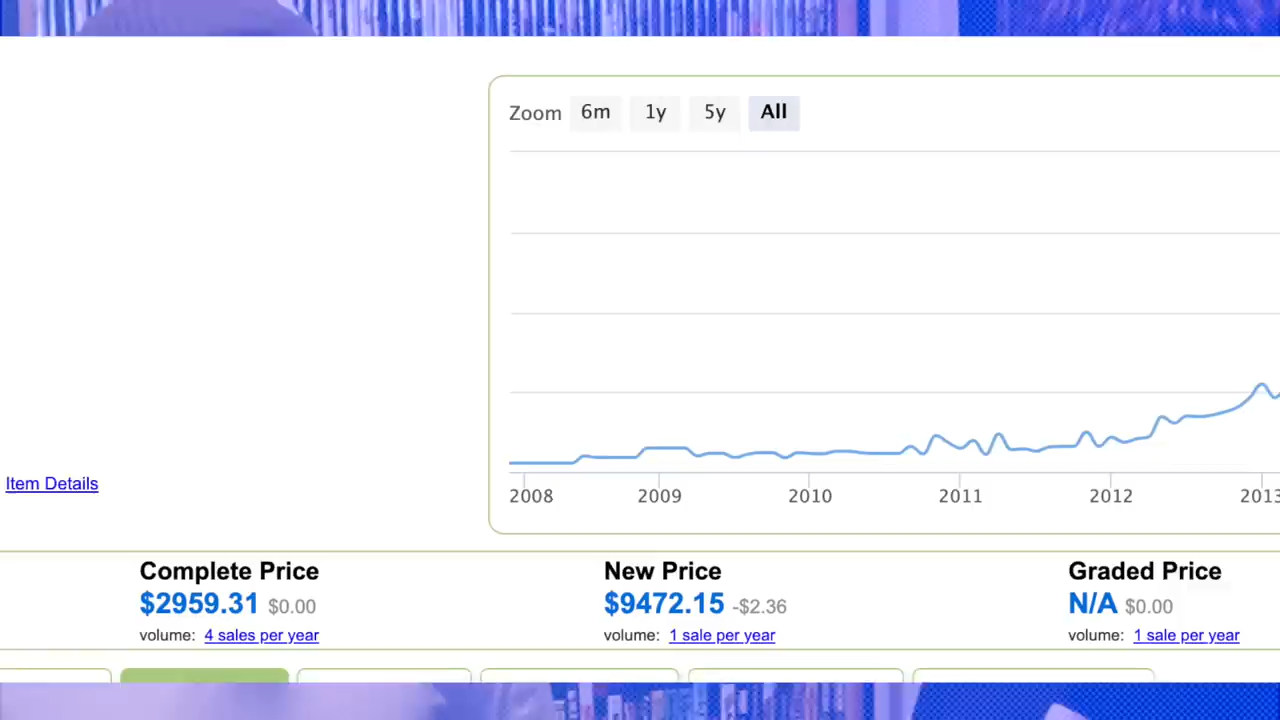 Zoom 6m 1y 5y All
2008 2009 2010 2011 2012 2013
Item Details
Complete Price New Price Graded Price
$2959.31 $0.00 $9472.15 -$2.36 N/A $0.00
volume: 4 sales per year volume: 1 sale per year volume: 1 sale per year